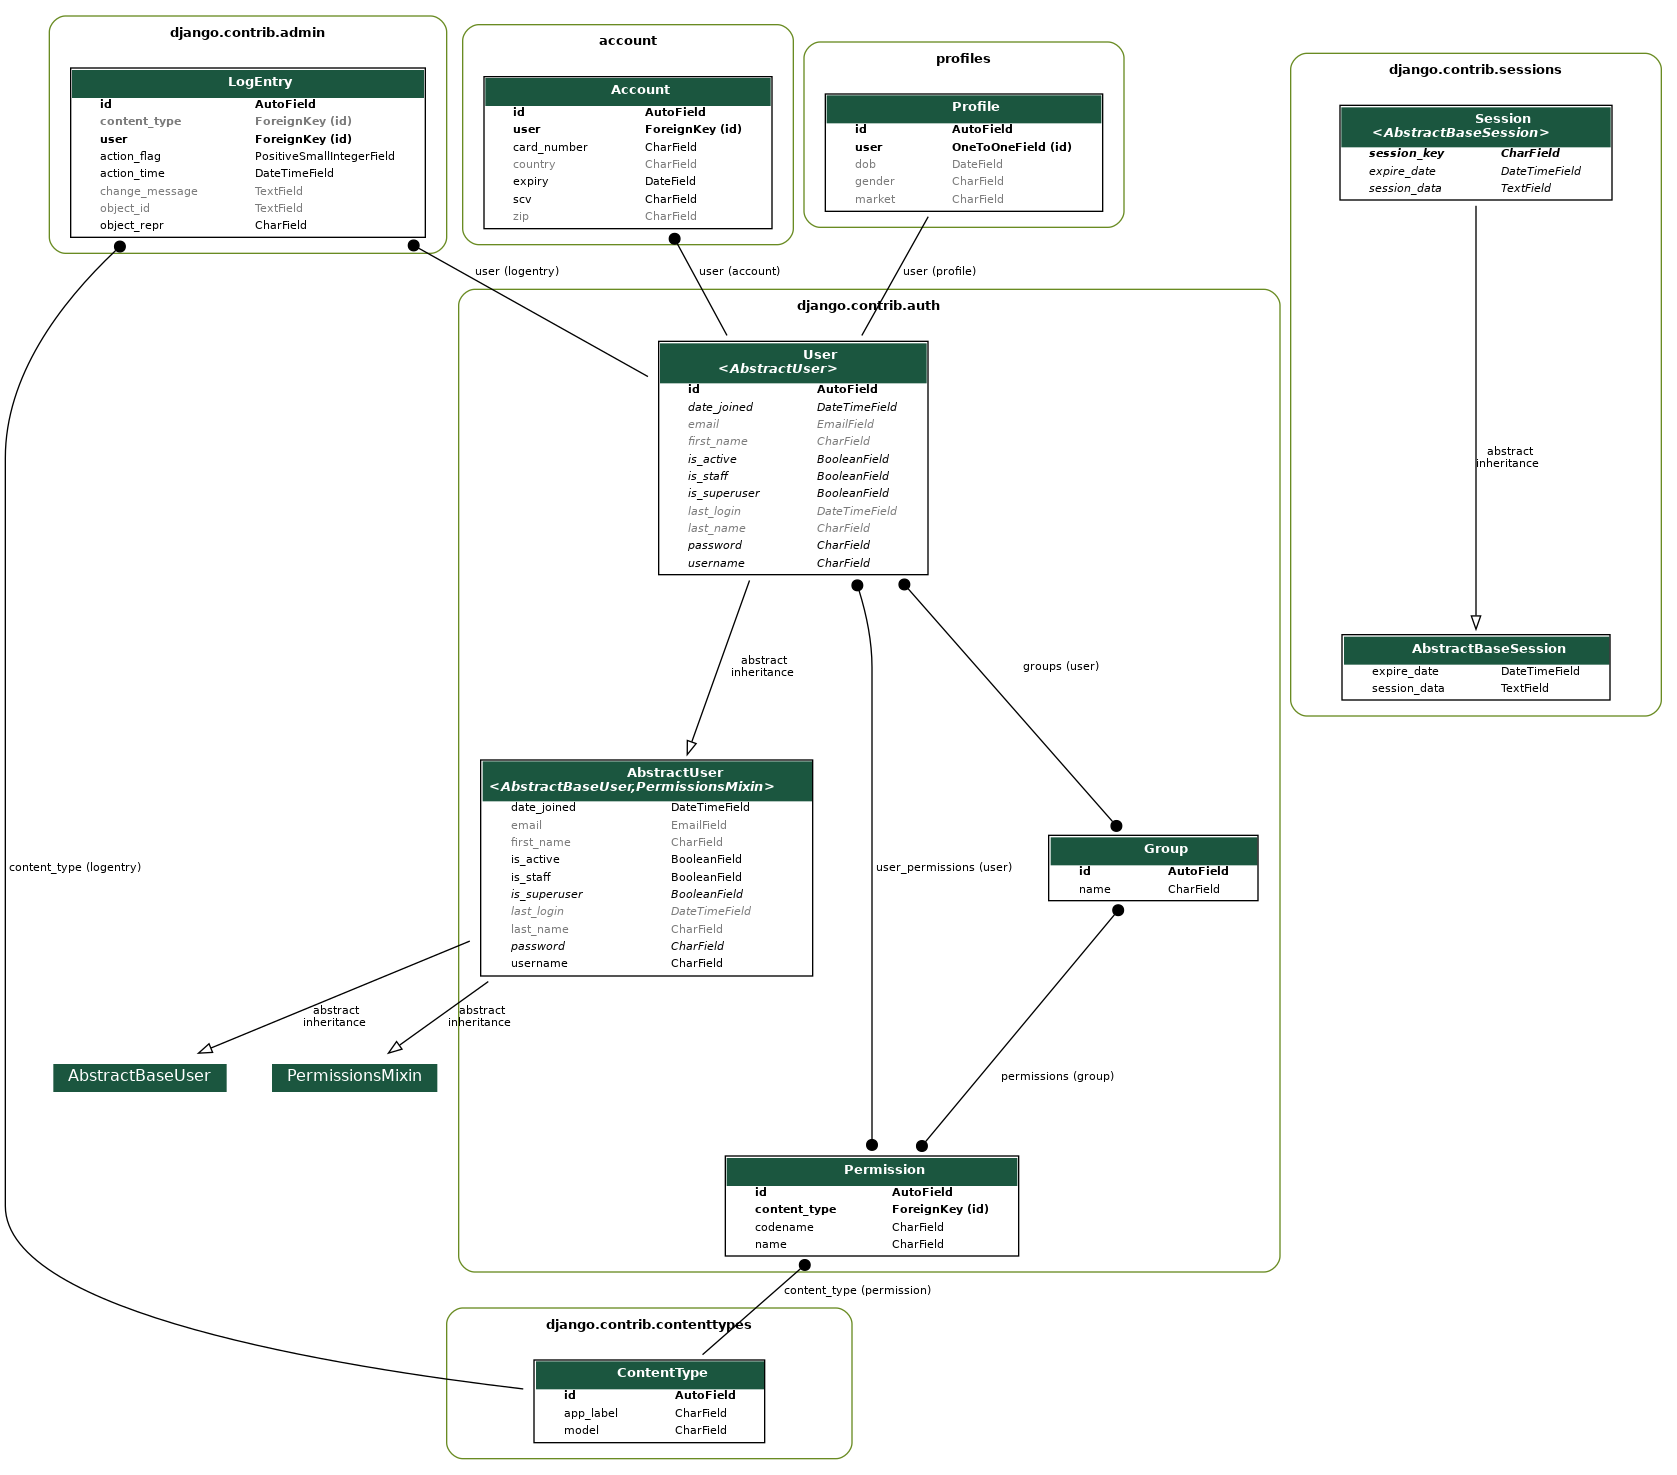 django.contrib.admin
LogEntry
id AutoField
content_type ForeignKey (id)
user ForeignKey (id)
action_flag PositiveSmallIntegerField
action_time DateTimeField
change_message TextField
object_id TextField
object_repr CharField
account
Account
id AutoField
user ForeignKey (id)
card_number CharField
country CharField
expiry DateField
scv CharField
zip CharField
profiles
Profile
id AutoField
user OneToOneField (id)
dob DateField
gender CharField
market CharField
django.contrib.sessions
Session
<AbstractBaseSession>
session_key CharField
expire_date DateTimeField
session_data TextField
user (logentry)
user (account)
user (profile)
django.contrib.auth
User
<AbstractUser>
id AutoField
date_joined DateTimeField
email EmailField
first_name CharField
is_active BooleanField
is_staff BooleanField
is_superuser BooleanField
last_login DateTimeField
last_name CharField
password CharField
username CharField
abstract
inheritance
abstract
inheritance
groups (user)
AbstractBaseSession
expire_date DateTimeField
session_data TextField
AbstractUser
<AbstractBaseUser,PermissionsMixin>
date_joined DateTimeField
email EmailField
first_name CharField
is_active BooleanField
is_staff BooleanField
is_superuser BooleanField
last_login DateTimeField
last_name CharField
password CharField
username CharField
content_type (logentry)
user_permissions (user)
Group
id AutoField
name CharField
abstract
inheritance
abstract
inheritance
AbstractBaseUser
PermissionsMixin
permissions (group)
Permission
id AutoField
content_type ForeignKey (id)
codename CharField
name CharField
content_type (permission)
django.contrib.contenttypes
ContentType
id AutoField
app_label CharField
model CharField